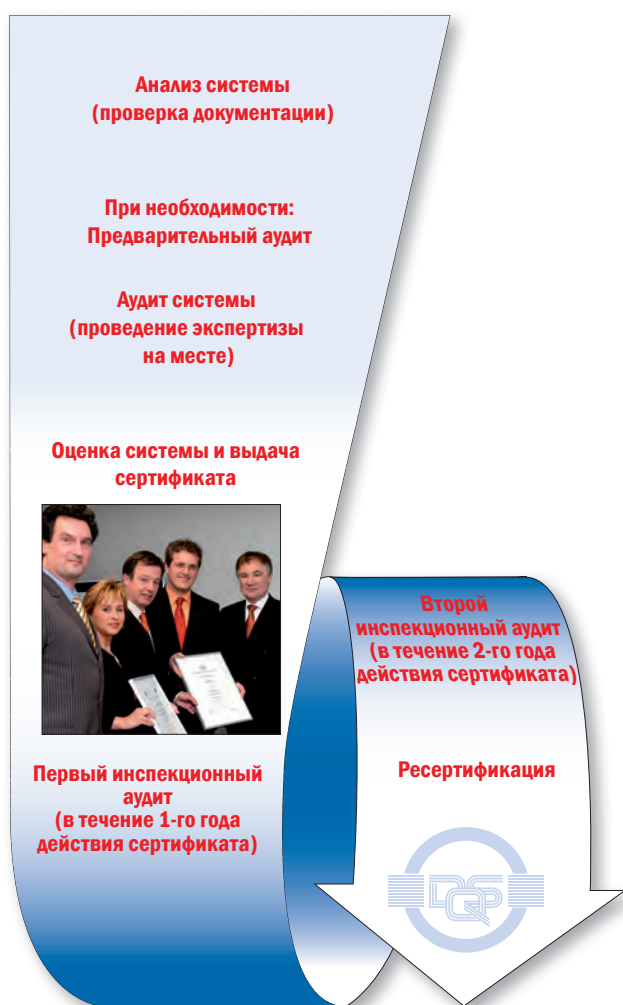 Анализ системы
(проверка документации)
При необходимости:
Предварительный аудит
Аудит системы
(проведение экспертизы
на месте)
Оценка системы и выдача
сертификата
Первый инспекционный
аудит
(в течение 1-го года
действия сертификата)
Второй
инспекционный аудит
(в течение 2-го года
действия сертификата)
Ресертификация
DQS